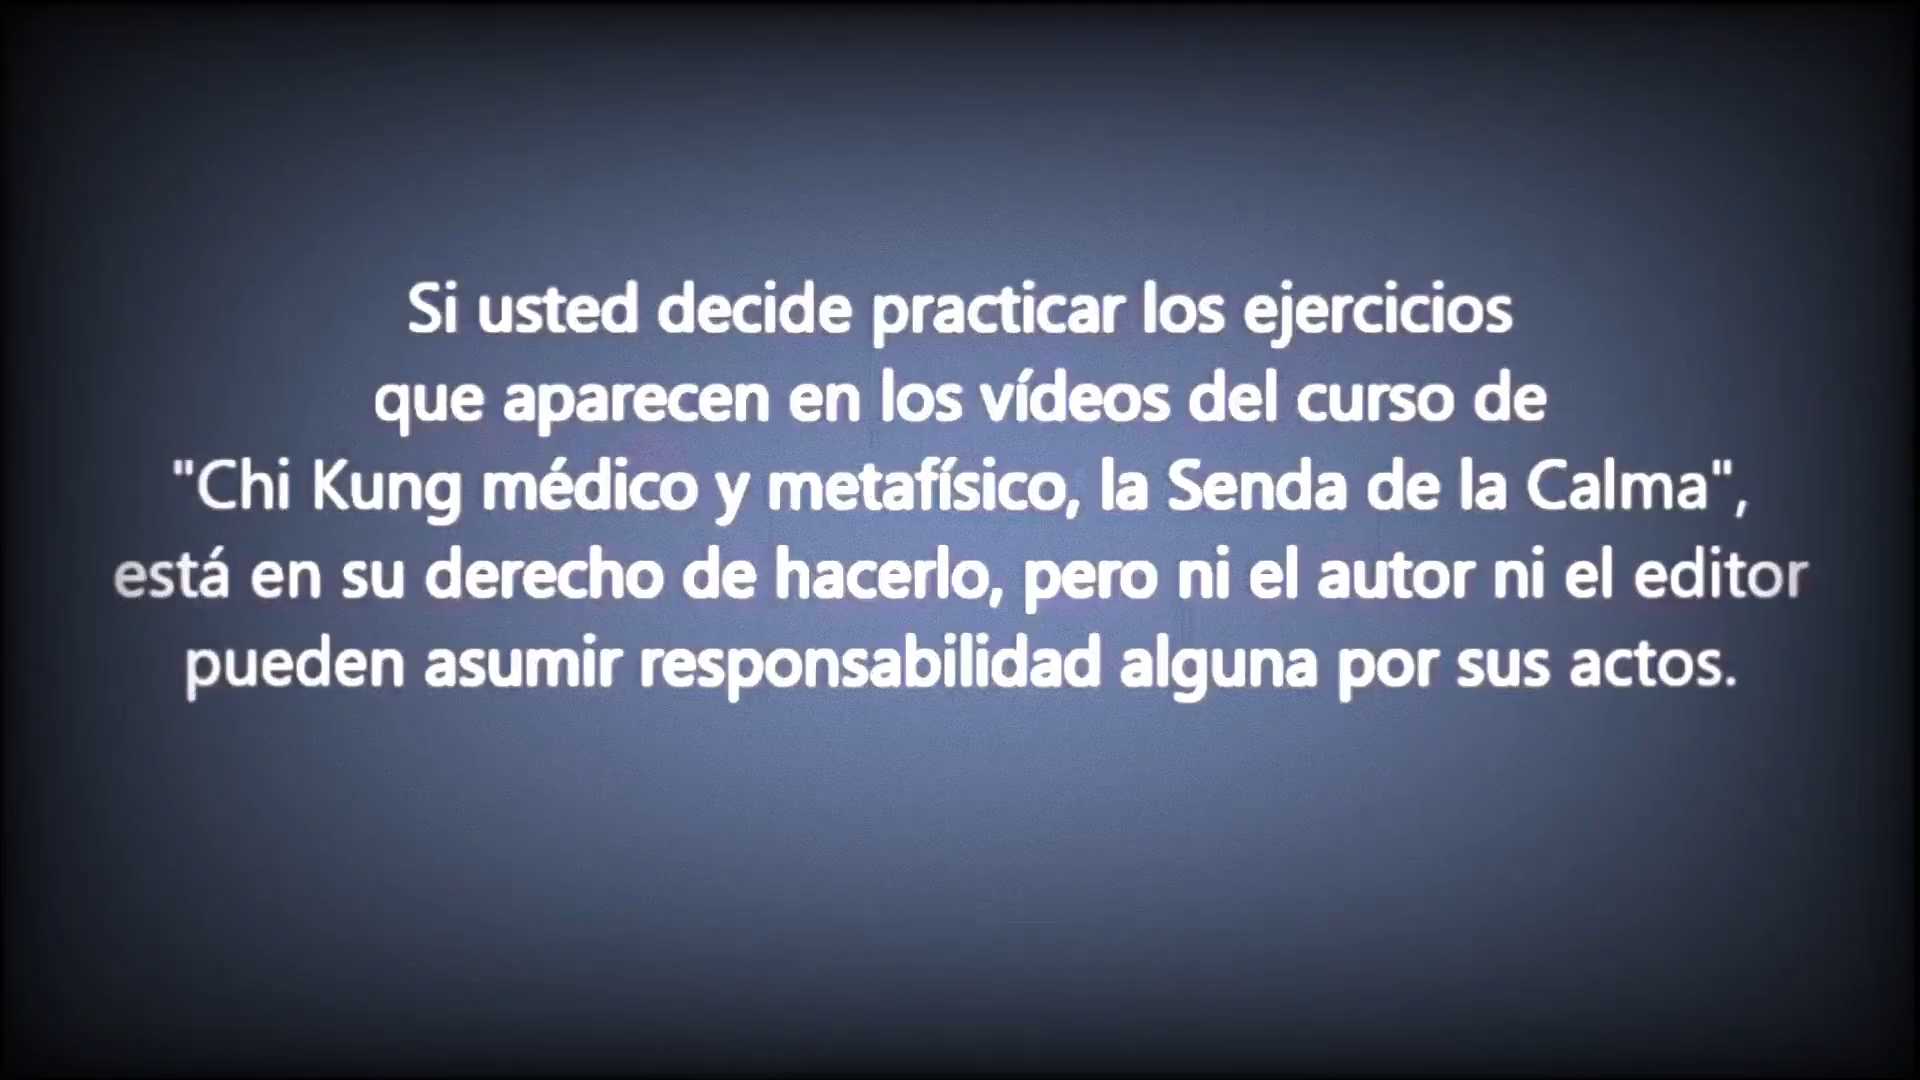 Si usted decide practicar los ejercicios
que aparecen en los vídeos del curso de
"Chi Kung médico y metafísico, la Senda de la Calma",
está en su derecho de hacerlo, pero ni el autor ni el editor
pueden asumir responsabilidad alguna por sus actos.